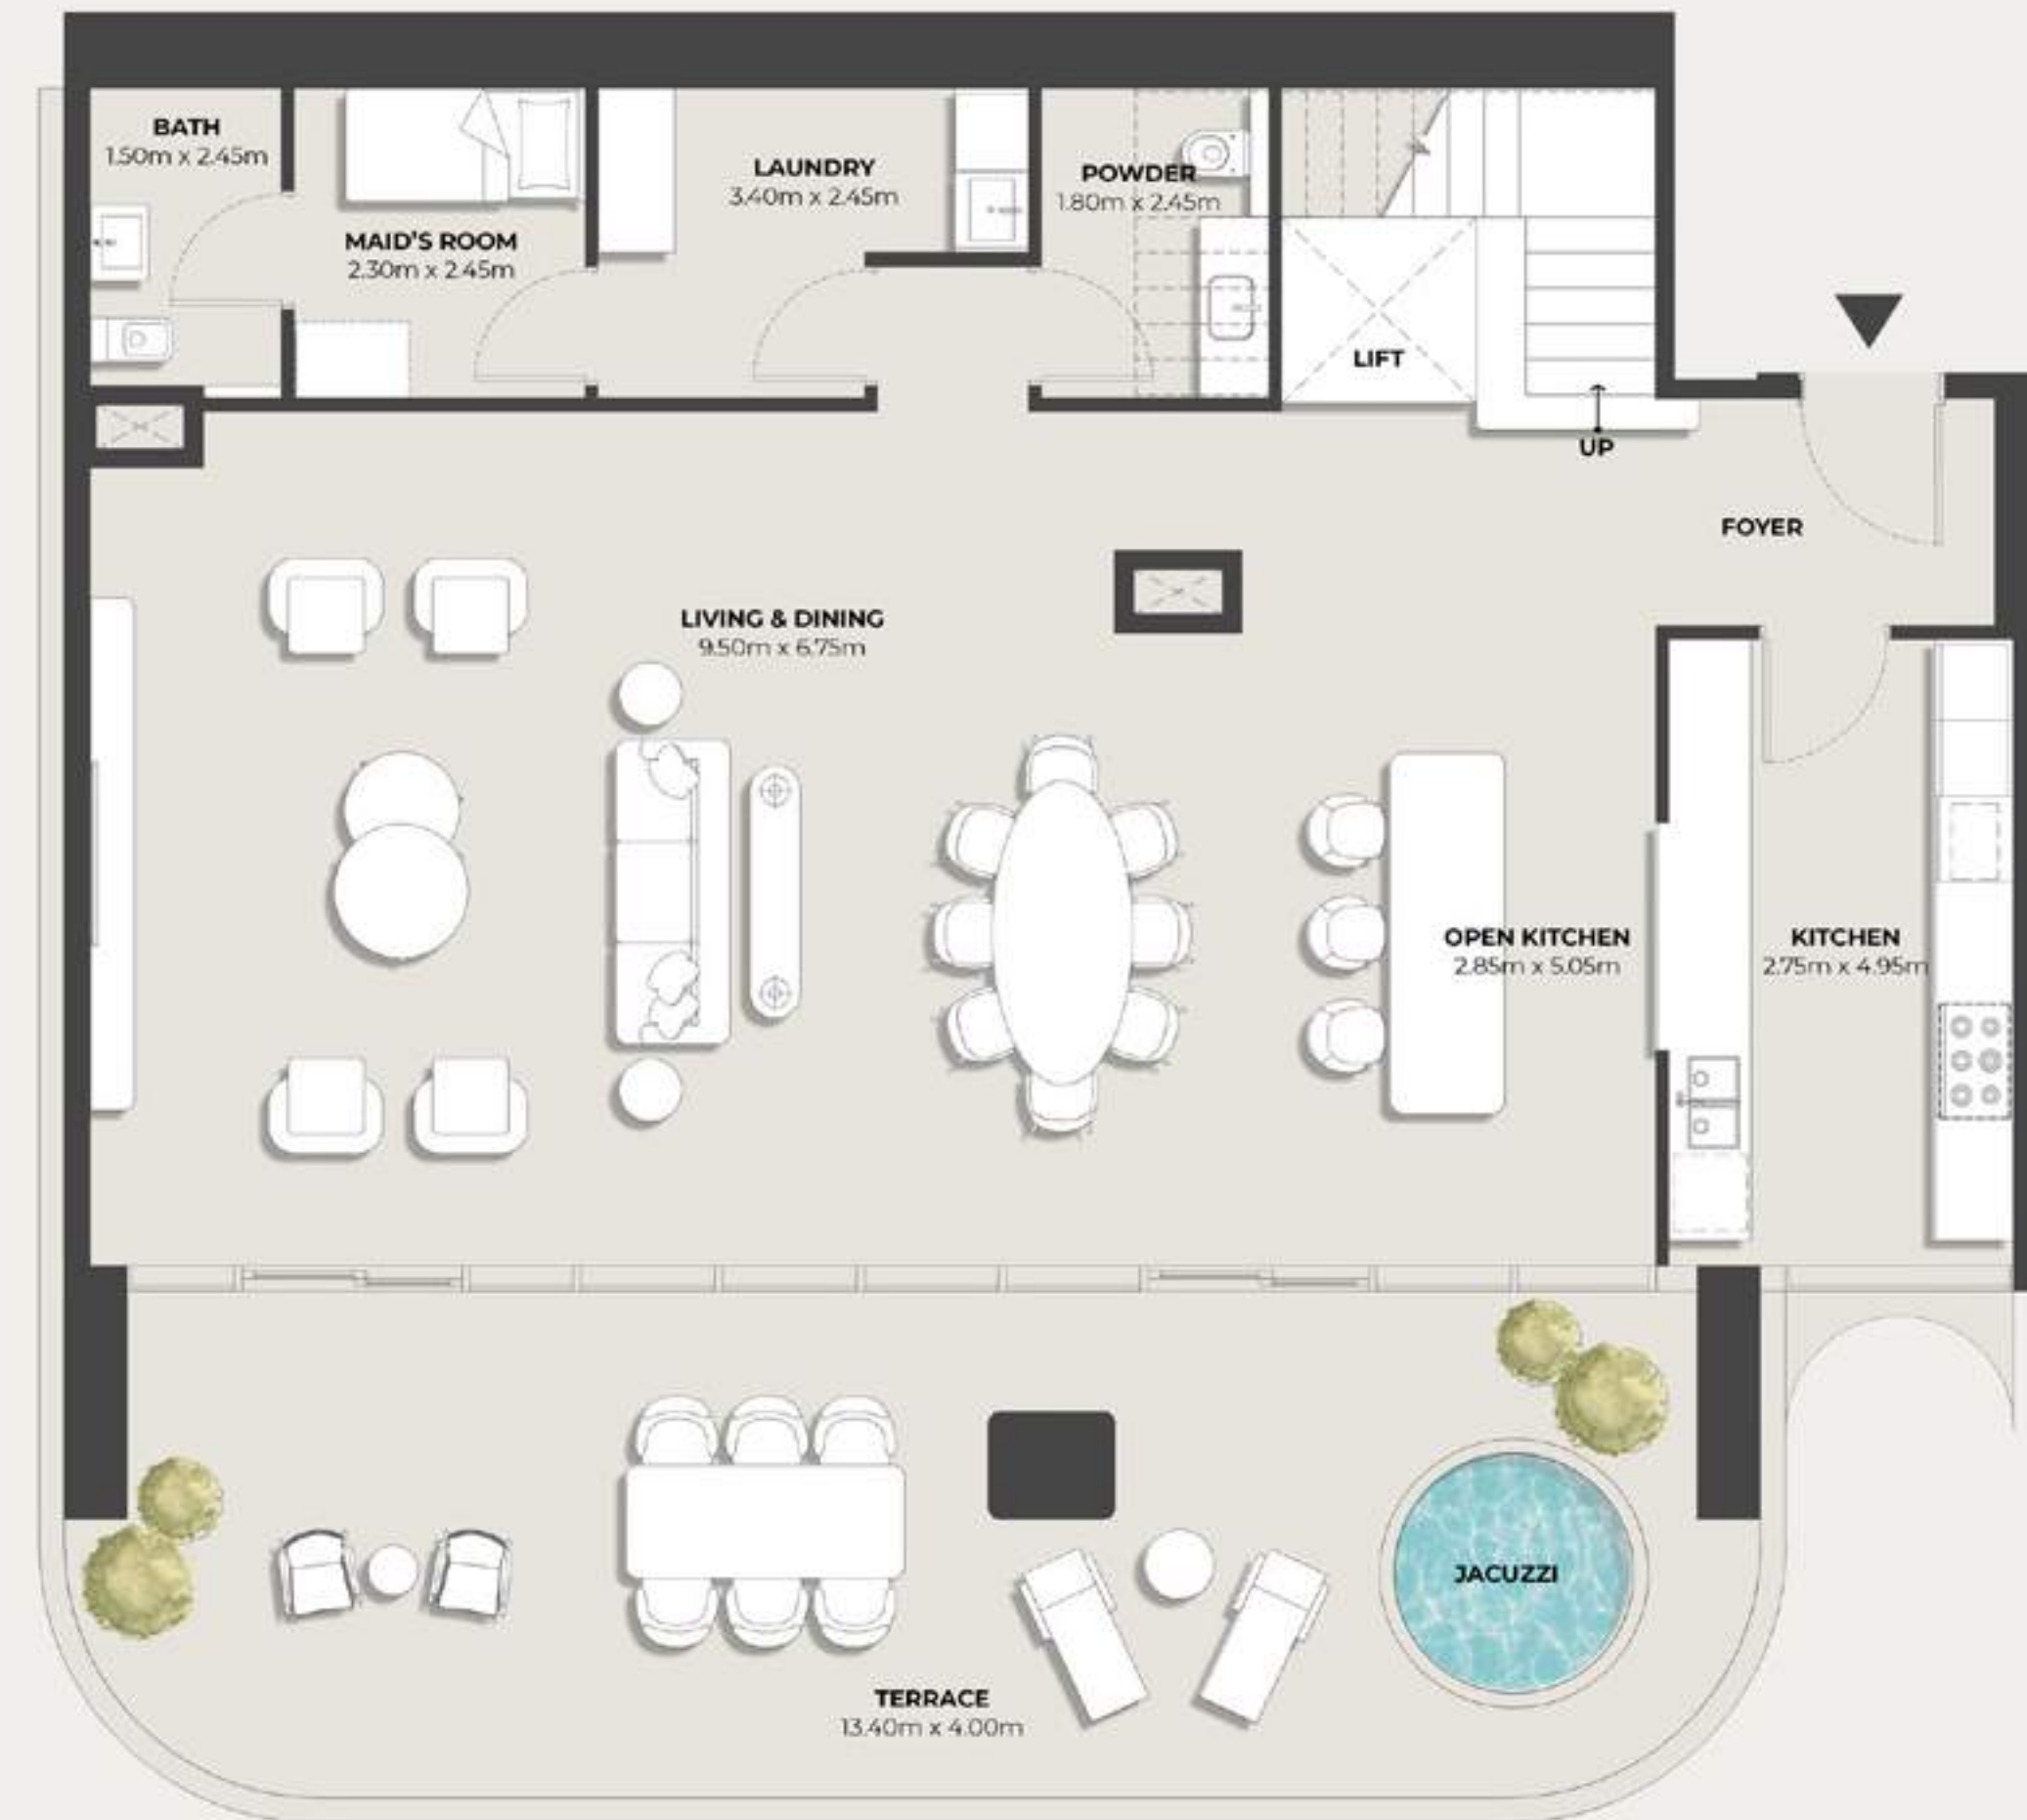 BATH
1.50m x 2.45m
MAID'S ROOM
2.30m x 2.45m
LAUNDRY
3.40m x 2.45m
POWDER
1.80m x 2.45m
LIFT
UP
FOYER
LIVING & DINING
9.50m x 6.75m
OPEN KITCHEN
2.85m x 5.05m
KITCHEN
2.75m x 4.95m
JACUZZI
TERRACE
13.40m x 4.00m